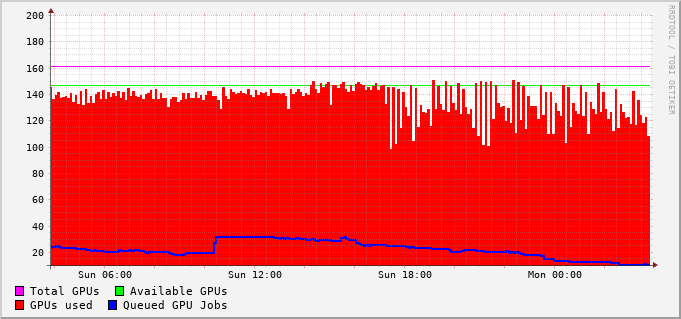 200
180
160
140
120
100
80
60
40
20
Sun 06:00 Sun 12:00 Sun 18:00 Mon 00:00
Total GPUs Available GPUs
GPUs used Queued GPU Jobs
RRDTOOL / TOBI OETIKER